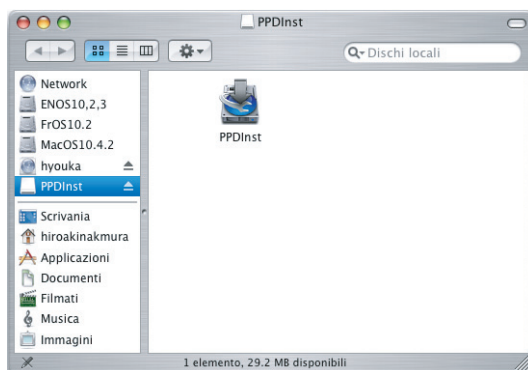 PPDInst
Dischi locali
Network
ENOS10,2,3
FrOS10.2
MacOS10.4.2
hyouka
PPDInst
Scrivania
hiroakinakmura
Applicazioni
Documenti
Filmati
Musica
Immagini
PPDInst
1 elemento, 29.2 MB disponibili